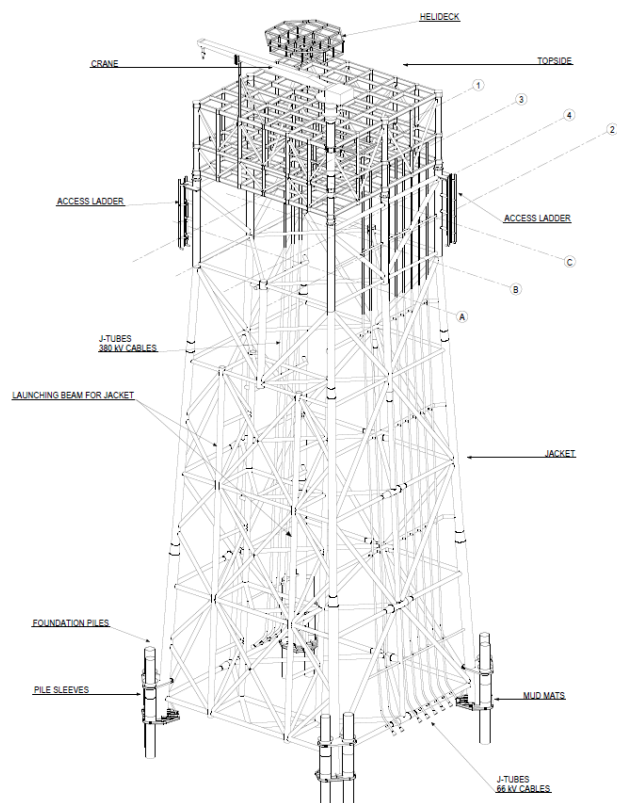 HELIDECK
CRANE
TOPSIDE
1
3
4
2
ACCESS LADDER
ACCESS LADDER
C
B
A
J-TUBES
380 kV CABLES
LAUNCHING BEAM FOR JACKET
JACKET
FOUNDATION PILES
PILE SLEEVES
MUD MATS
J-TUBES
66 kV CABLES